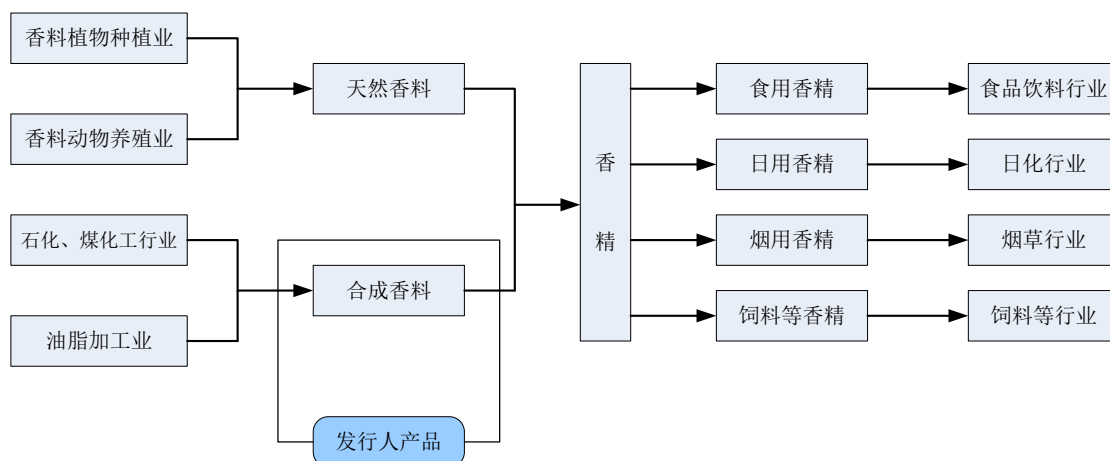 香料植物种植业
香料动物养殖业
石化、煤化工行业
油脂加工业
天然香料
合成香料
发行人产品
香
精
食用香精
日用香精
烟用香精
饲料等香精
食品饮料行业
日化行业
烟草行业
饲料等行业